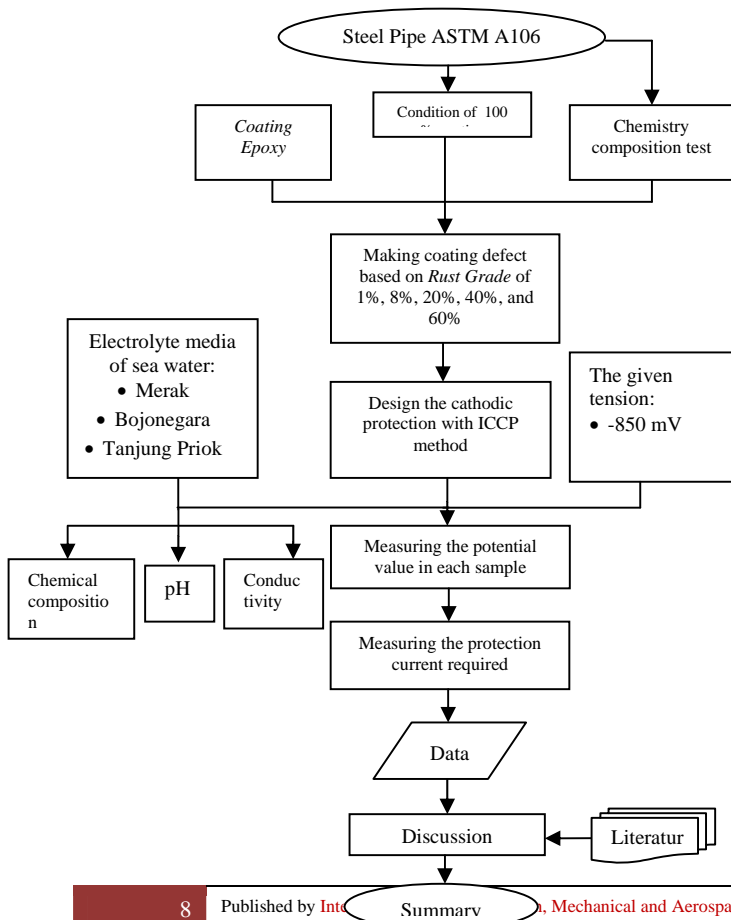 Steel Pipe ASTM A106
Coating
Epoxy
Condition of 100
Chemistry
composition test
Making coating defect
based on Rust Grade of
1%, 8%, 20%, 40%, and
60%
Electrolyte media
of sea water:
• Merak
• Bojonegara
• Tanjung Priok
Design the cathodic
protection with ICCP
method
The given
tension:
• -850 mV
Chemical
compositio
n
pH
Conduc
tivity
Measuring the potential
value in each sample
Measuring the protection
current required
Data
Discussion
Literatur
Summary
8 Published by Inte , Mechanical and Aerospa